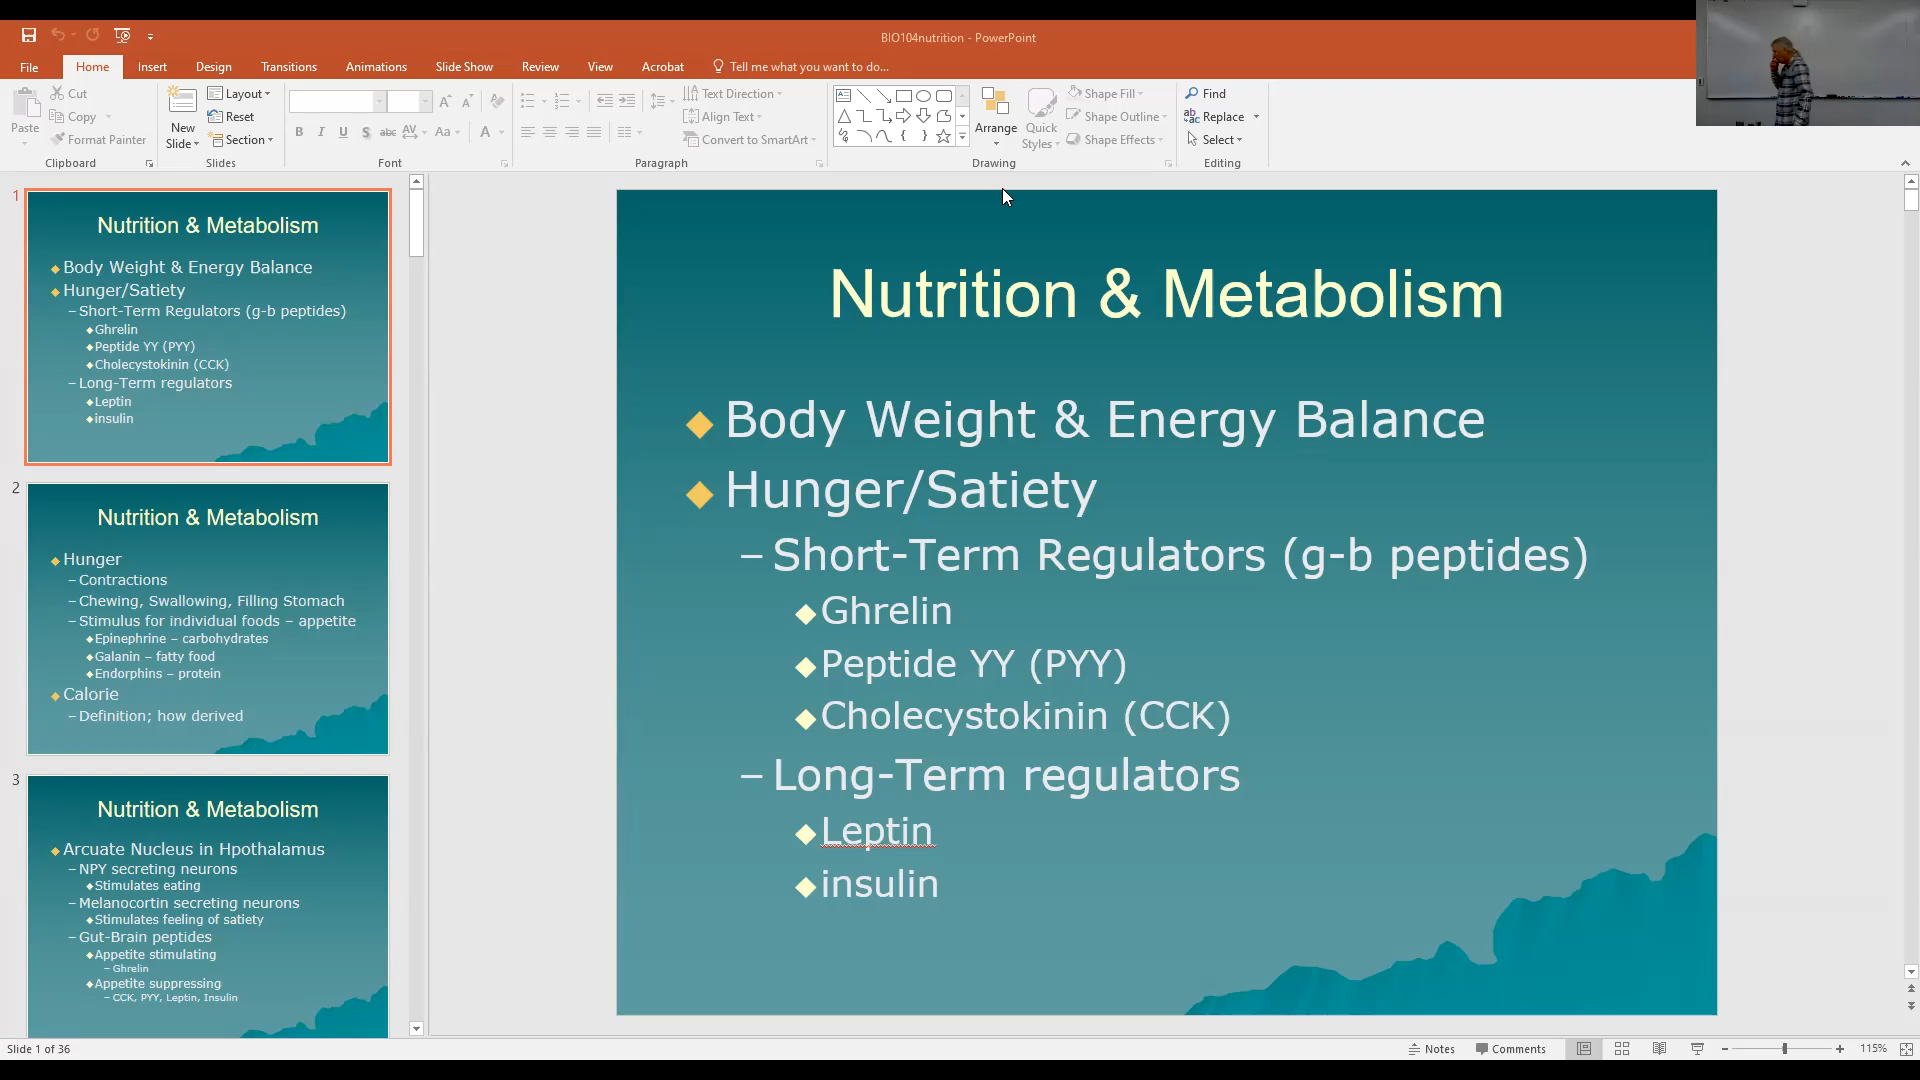 BIO104nutrition - PowerPoint
File Home Insert Design Transitions Animations Slide Show Review View Acrobat Tell me what you want to do...
Paste
Cut
Copy
Format Painter
Clipboard
New Slide
Layout
Reset
Section
Slides
B I U S abc AV Aa A
Font
Text Direction
Align Text
Convert to SmartArt
Paragraph
Arrange
Quick Styles
Shape Fill
Shape Outline
Shape Effects
Drawing
Find
Replace
Select
Editing
1
Nutrition & Metabolism
Body Weight & Energy Balance
Hunger/Satiety
–Short-Term Regulators (g-b peptides)
Ghrelin
Peptide YY (PYY)
Cholecystokinin (CCK)
–Long-Term regulators
Leptin
insulin
2
Nutrition & Metabolism
Hunger
–Contractions
–Chewing, Swallowing, Filling Stomach
–Stimulus for individual foods – appetite
Epinephrine – carbohydrates
Galanin – fatty food
Endorphins – protein
Calorie
–Definition; how derived
3
Nutrition & Metabolism
Arcuate Nucleus in Hpothalamus
–NPY secreting neurons
Stimulates eating
–Melanocortin secreting neurons
Stimulates feeling of satiety
–Gut-Brain peptides
Appetite stimulating
–Ghrelin
Appetite suppressing
–CCK, PYY, Leptin, Insulin
Nutrition & Metabolism
Body Weight & Energy Balance
Hunger/Satiety
–Short-Term Regulators (g-b peptides)
Ghrelin
Peptide YY (PYY)
Cholecystokinin (CCK)
–Long-Term regulators
Leptin
insulin
Slide 1 of 36
Notes
Comments
115%